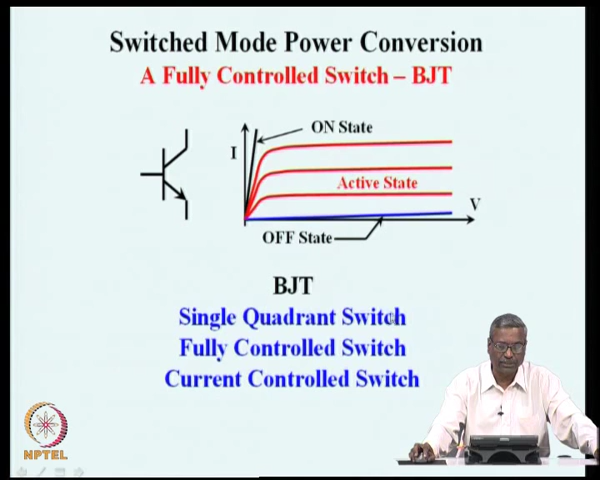 Switched Mode Power Conversion
A Fully Controlled Switch – BJT
ON State
I
Active State
V
OFF State
BJT
Single Quadrant Switch
Fully Controlled Switch
Current Controlled Switch
NPTEL